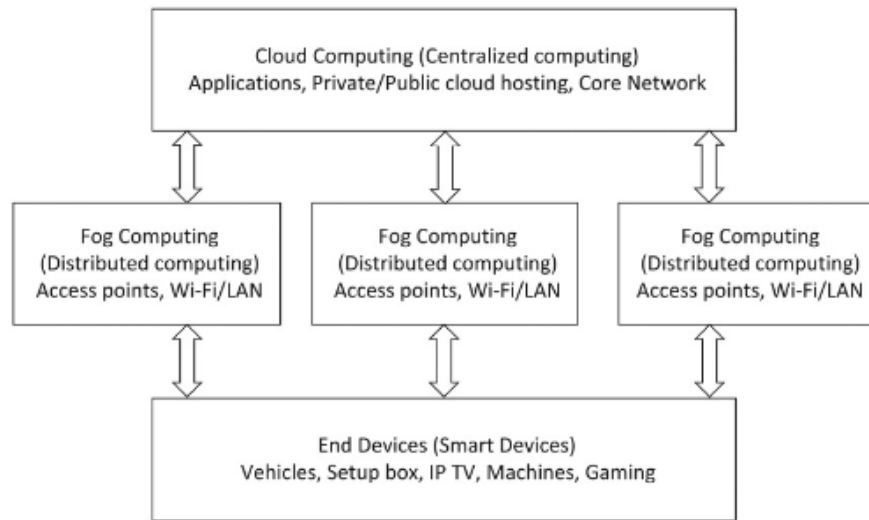 Cloud Computing (Centralized computing)
Applications, Private/Public cloud hosting, Core Network
Fog Computing
(Distributed computing)
Access points, Wi-Fi/LAN
Fog Computing
(Distributed computing)
Access points, Wi-Fi/LAN
Fog Computing
(Distributed computing)
Access points, Wi-Fi/LAN
End Devices (Smart Devices)
Vehicles, Setup box, IP TV, Machines, Gaming